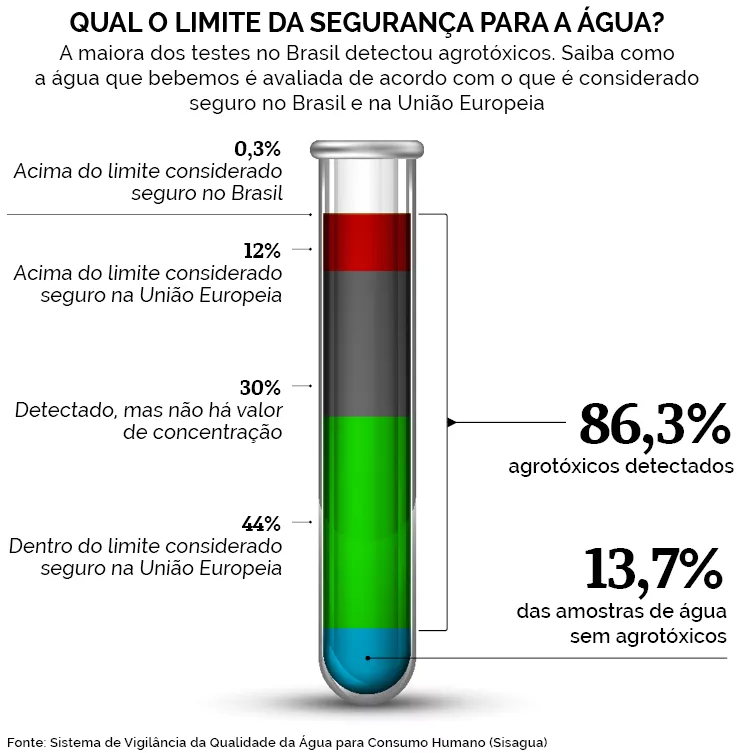 QUAL O LIMITE DA SEGURANÇA PARA A ÁGUA?
A maiora dos testes no Brasil detectou agrotóxicos. Saiba como
a água que bebemos é avaliada de acordo com o que é considerado
seguro no Brasil e na União Europeia
0,3%
Acima do limite considerado
seguro no Brasil
12%
Acima do limite considerado
seguro na União Europeia
30%
Detectado, mas não há valor
de concentração
44%
Dentro do limite considerado
seguro na União Europeia
86,3%
agrotóxicos detectados
13,7%
das amostras de água
sem agrotóxicos
Fonte: Sistema de Vigilância da Qualidade da Água para Consumo Humano (Sisagua)